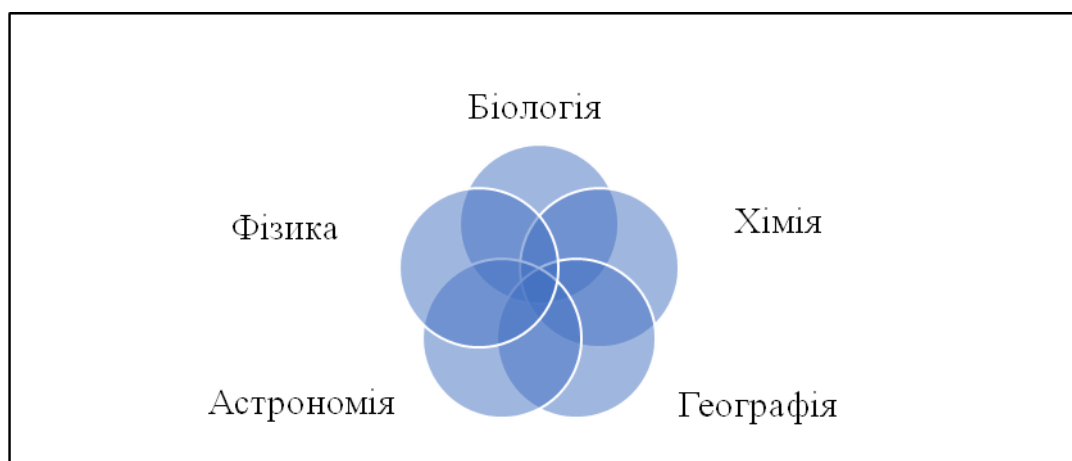 Біологія
Фізика
Хімія
Астрономія
Географія